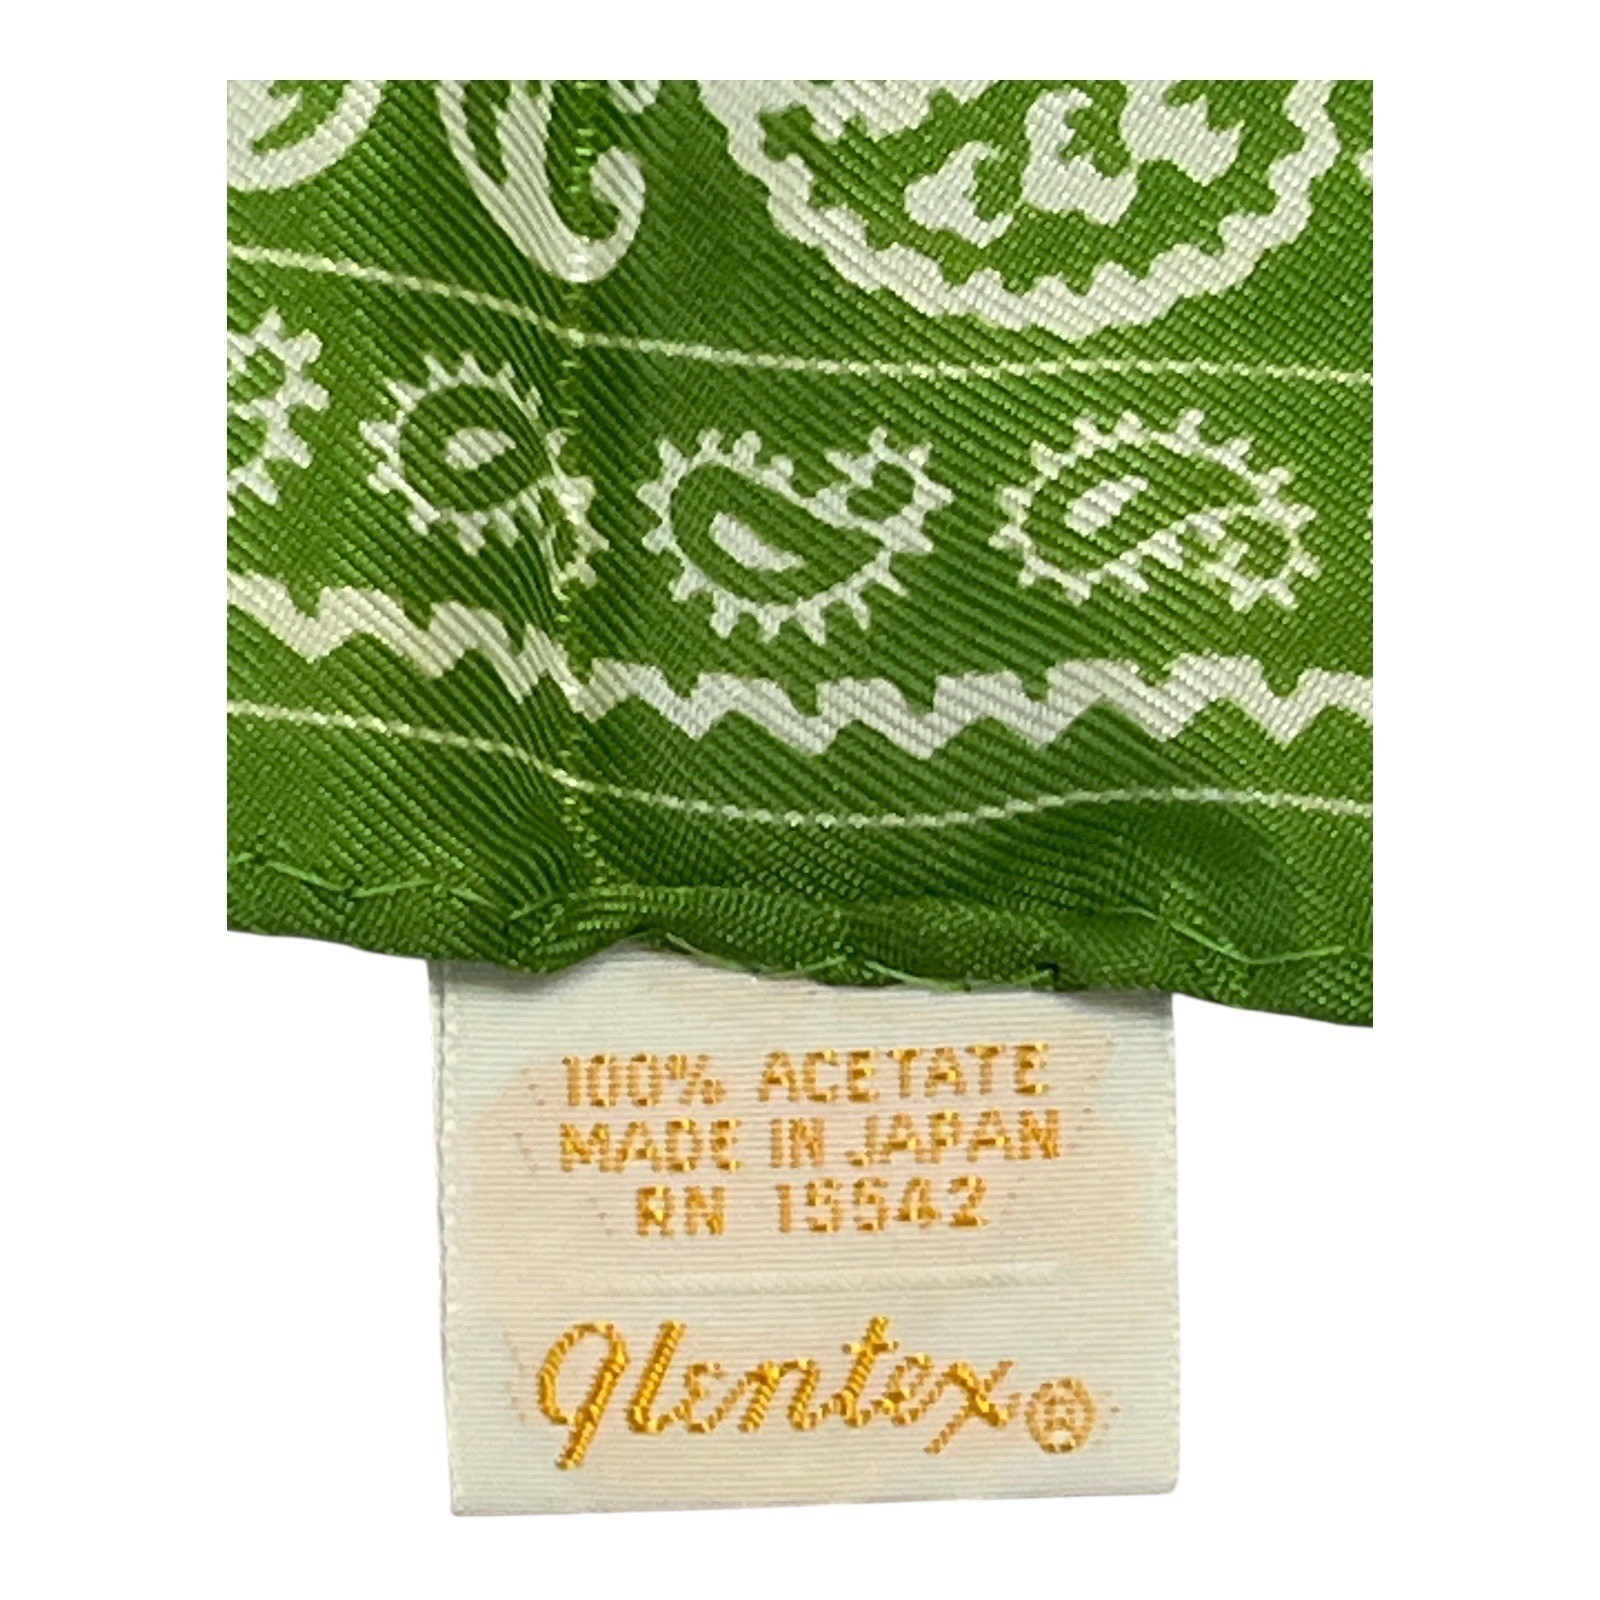 100% ACETATE
MADE IN JAPAN
RN 15542
glentex®